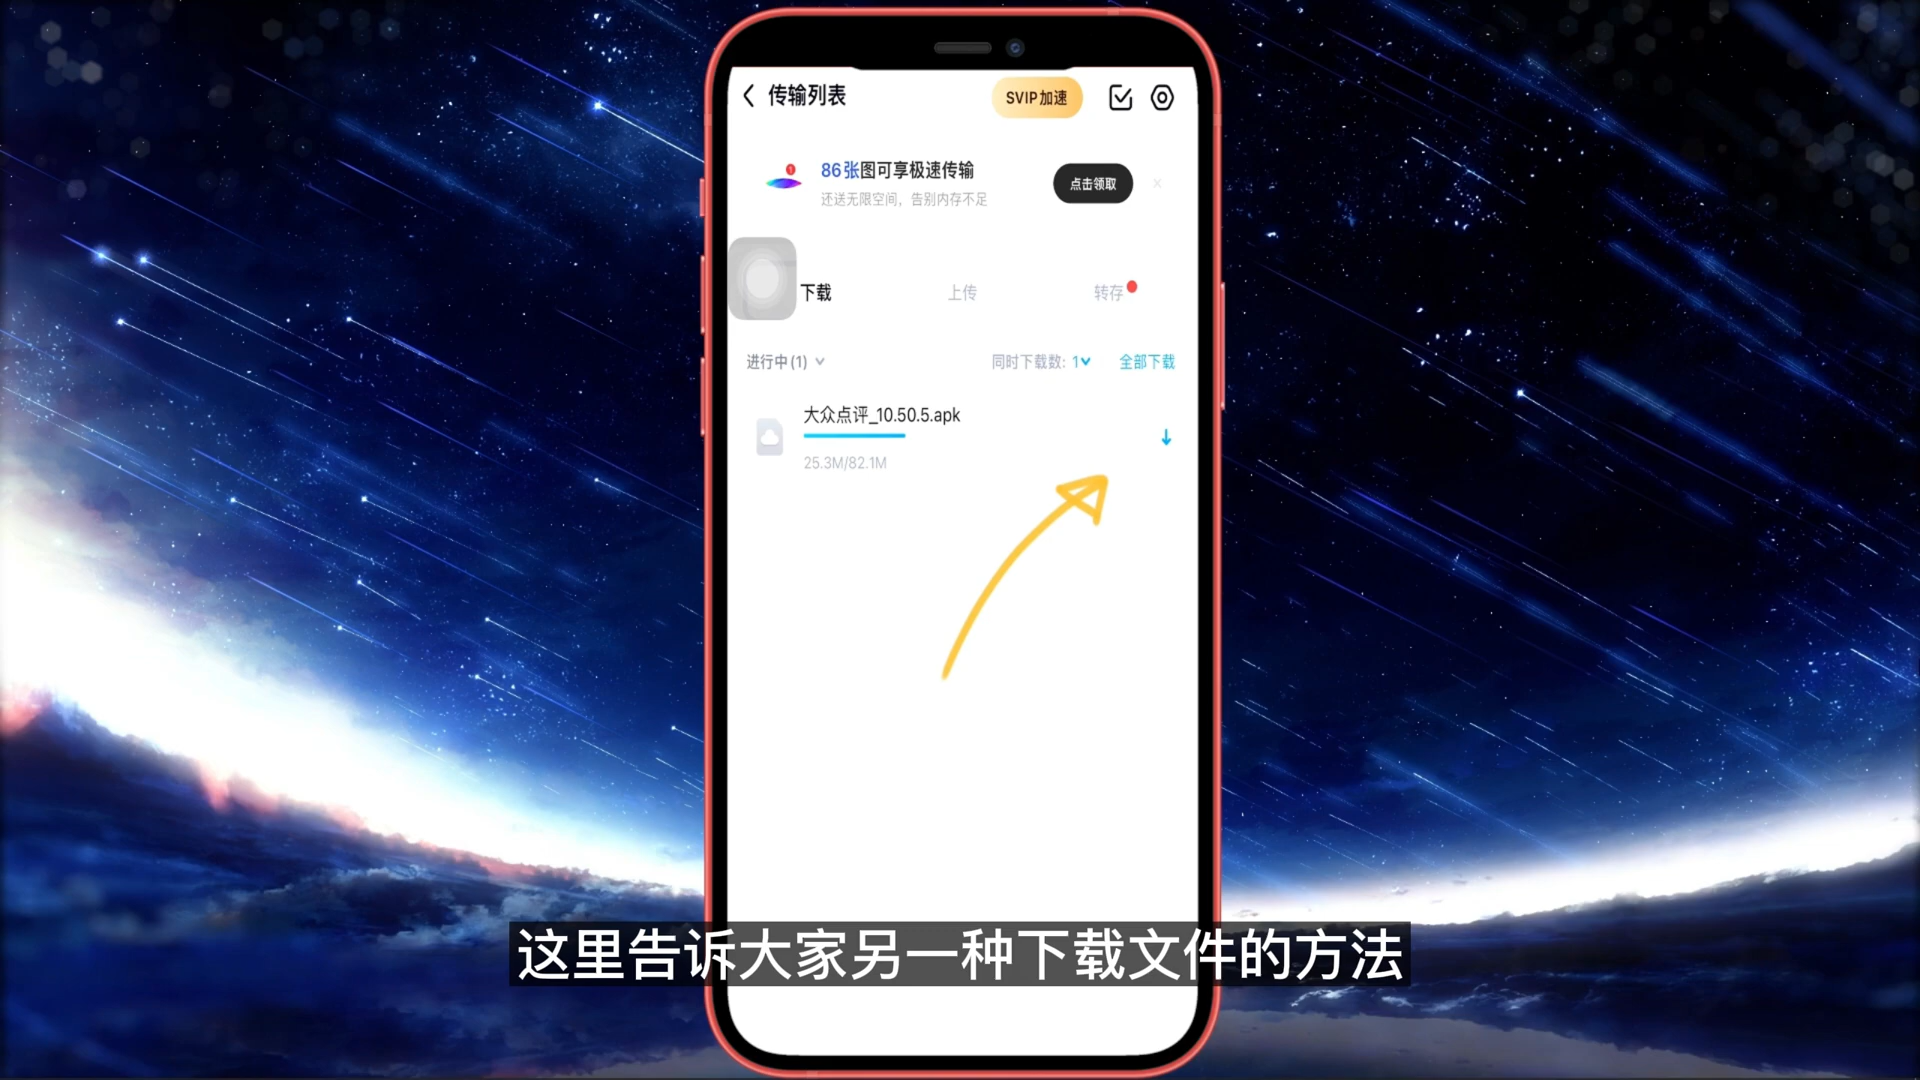 传输列表
SVIP加速
86张图可享极速传输
还送无限空间，告别内存不足
点击领取
下载
上传
转存
进行中(1)
同时下载数: 1
全部下载
大众点评_10.50.5.apk
25.3M/82.1M
这里告诉大家另一种下载文件的方法